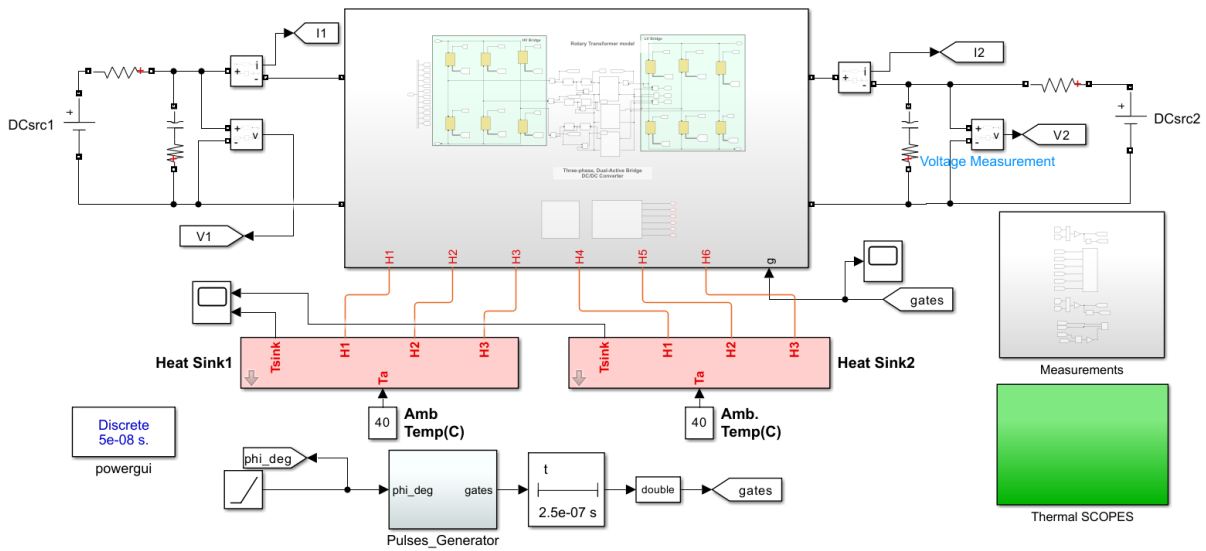 I1
I2
HV Bridge
Rotary Transformer model
LV Bridge
i
+
-
i
+
-
+
DCsrc1
+
-
v
+
-
v
V2
+
DCsrc2
Voltage Measurement
Three-phase, Dual-Active Bridge
DC/DC Converter
V1
H1
H2
H3
H4
H5
H6
g
gates
Heat Sink1
Tsink
H1
H2
H3
Ta
Tsink
H1
H2
H3
Ta
Heat Sink2
Measurements
40
Amb
Temp(C)
40
Amb.
Temp(C)
Discrete
5e-08 s.
powergui
phi_deg
phi_deg
gates
Pulses_Generator
t
2.5e-07 s
double
gates
Thermal SCOPES